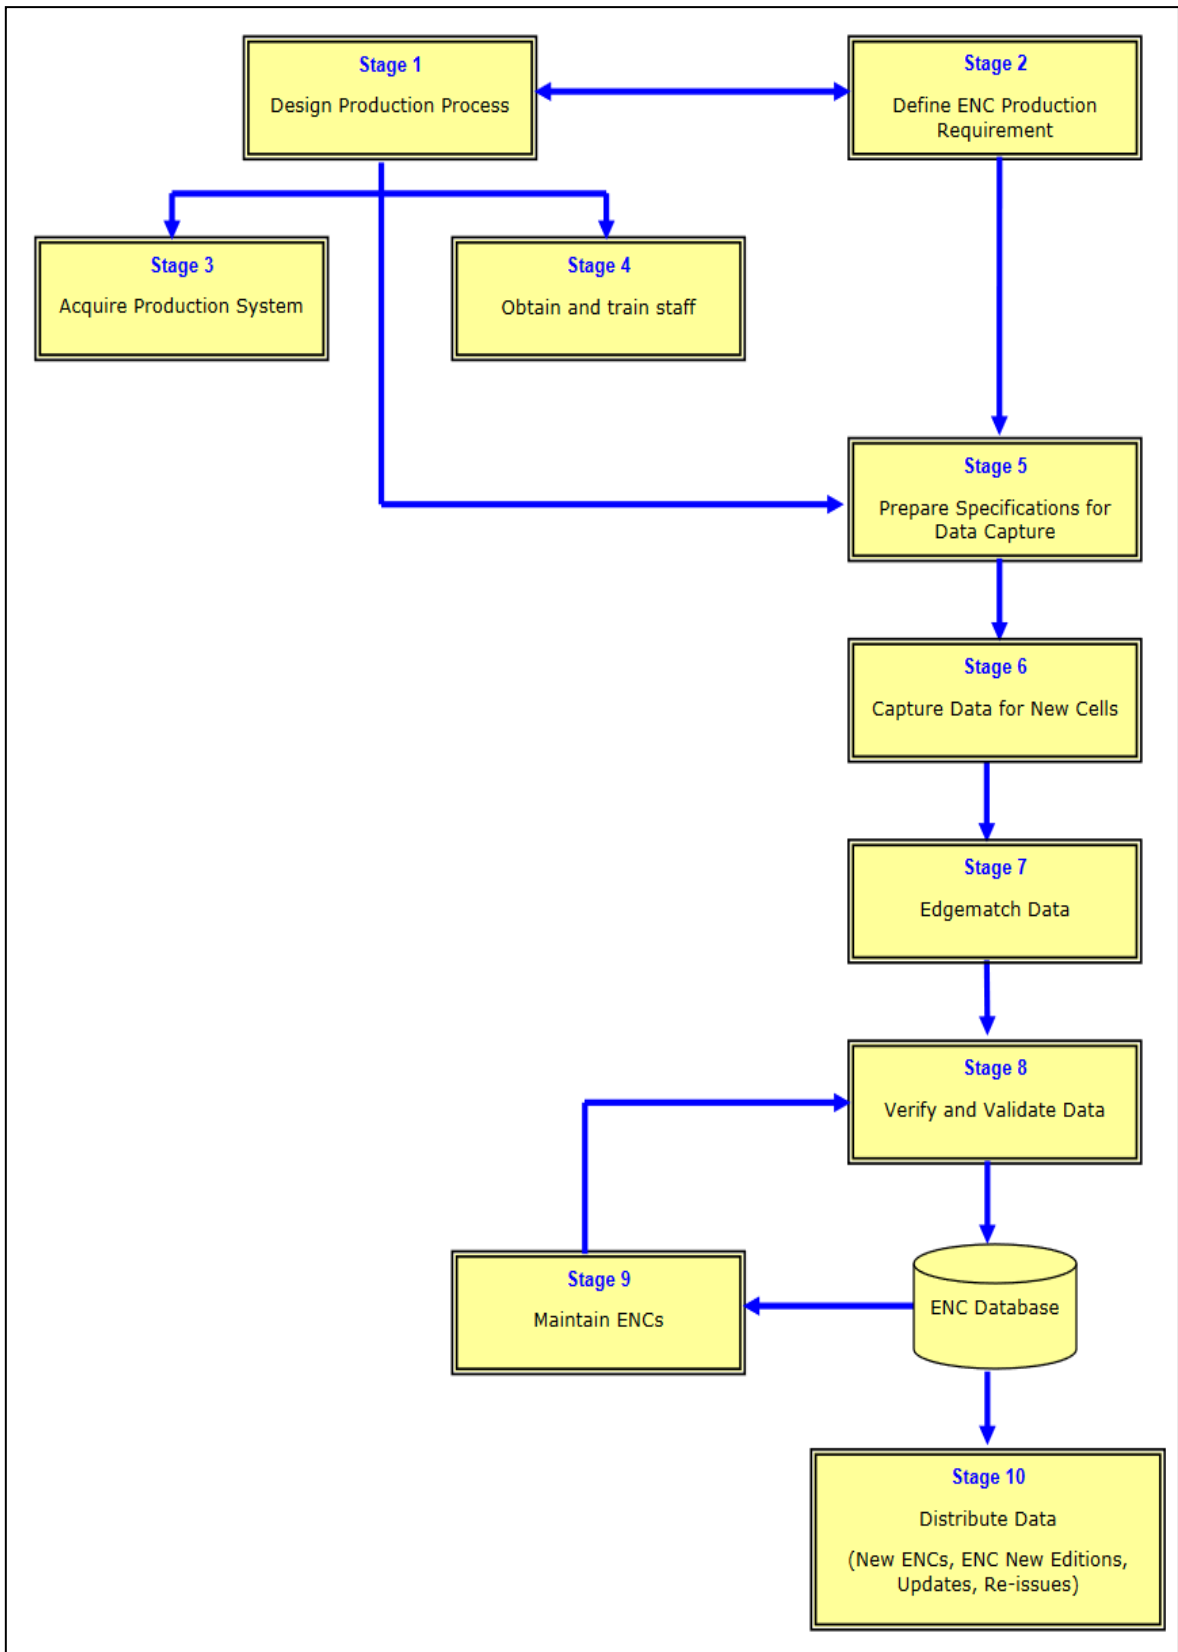 Stage 1
Design Production Process
Stage 2
Define ENC Production
Requirement
Stage 3
Acquire Production System
Stage 4
Obtain and train staff
Stage 5
Prepare Specifications for
Data Capture
Stage 6
Capture Data for New Cells
Stage 7
Edgematch Data
Stage 8
Verify and Validate Data
Stage 9
Maintain ENCs
ENC Database
Stage 10
Distribute Data
(New ENCs, ENC New Editions,
Updates, Re-issues)